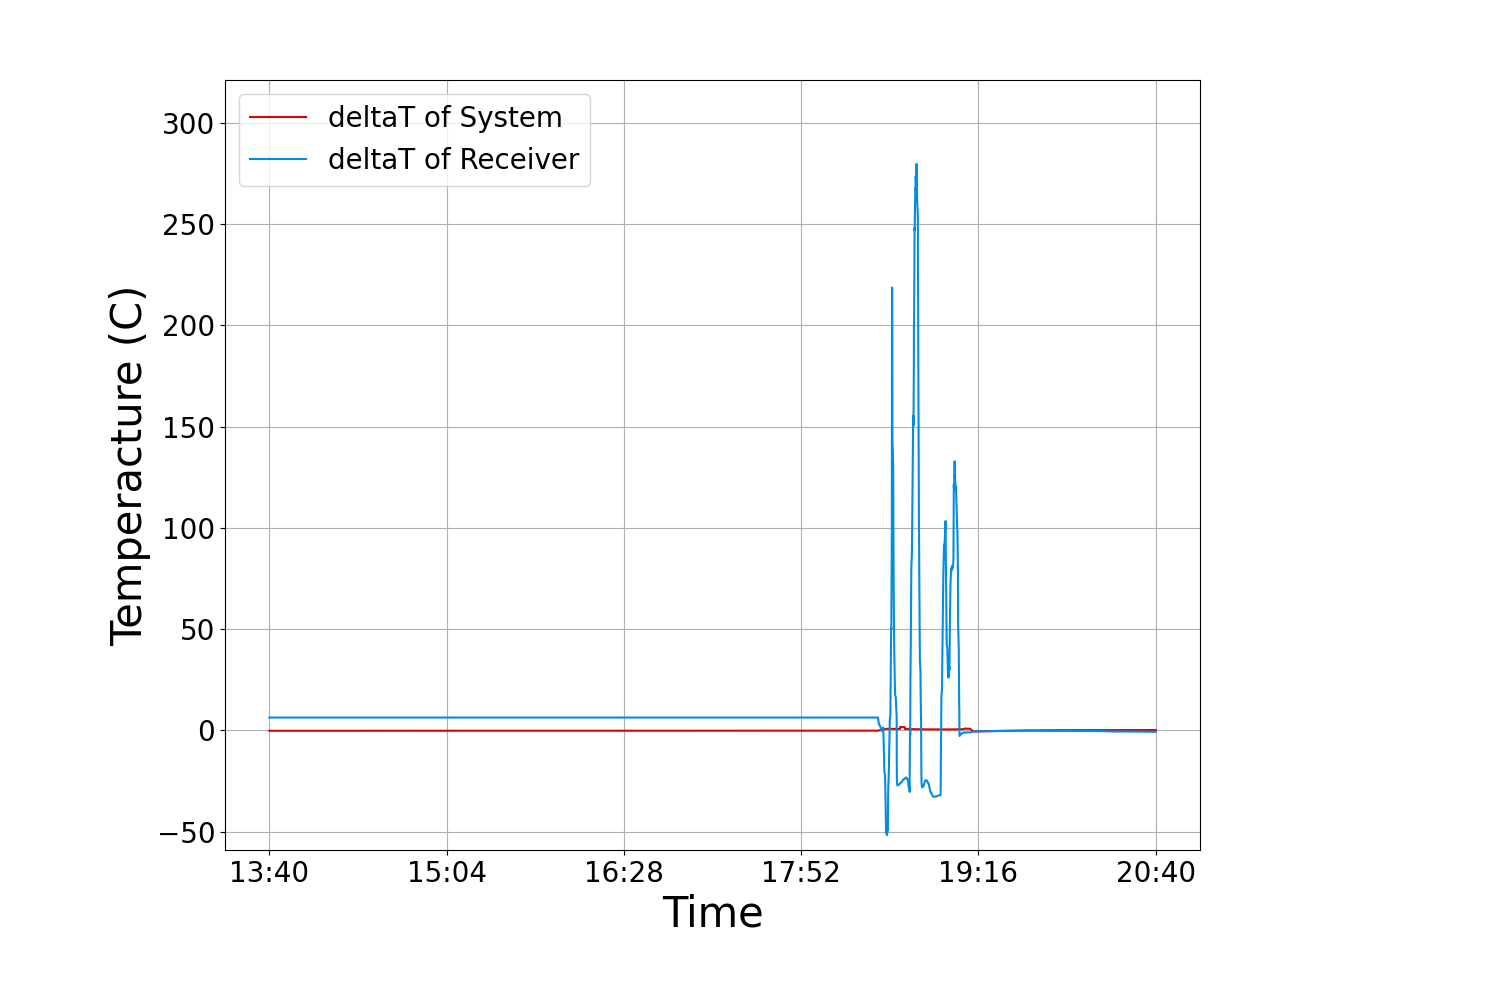 deltaT of System
deltaT of Receiver
300
250
200
150
100
50
0
−50
Temperacture (C)
13:40 15:04 16:28 17:52 19:16 20:40
Time